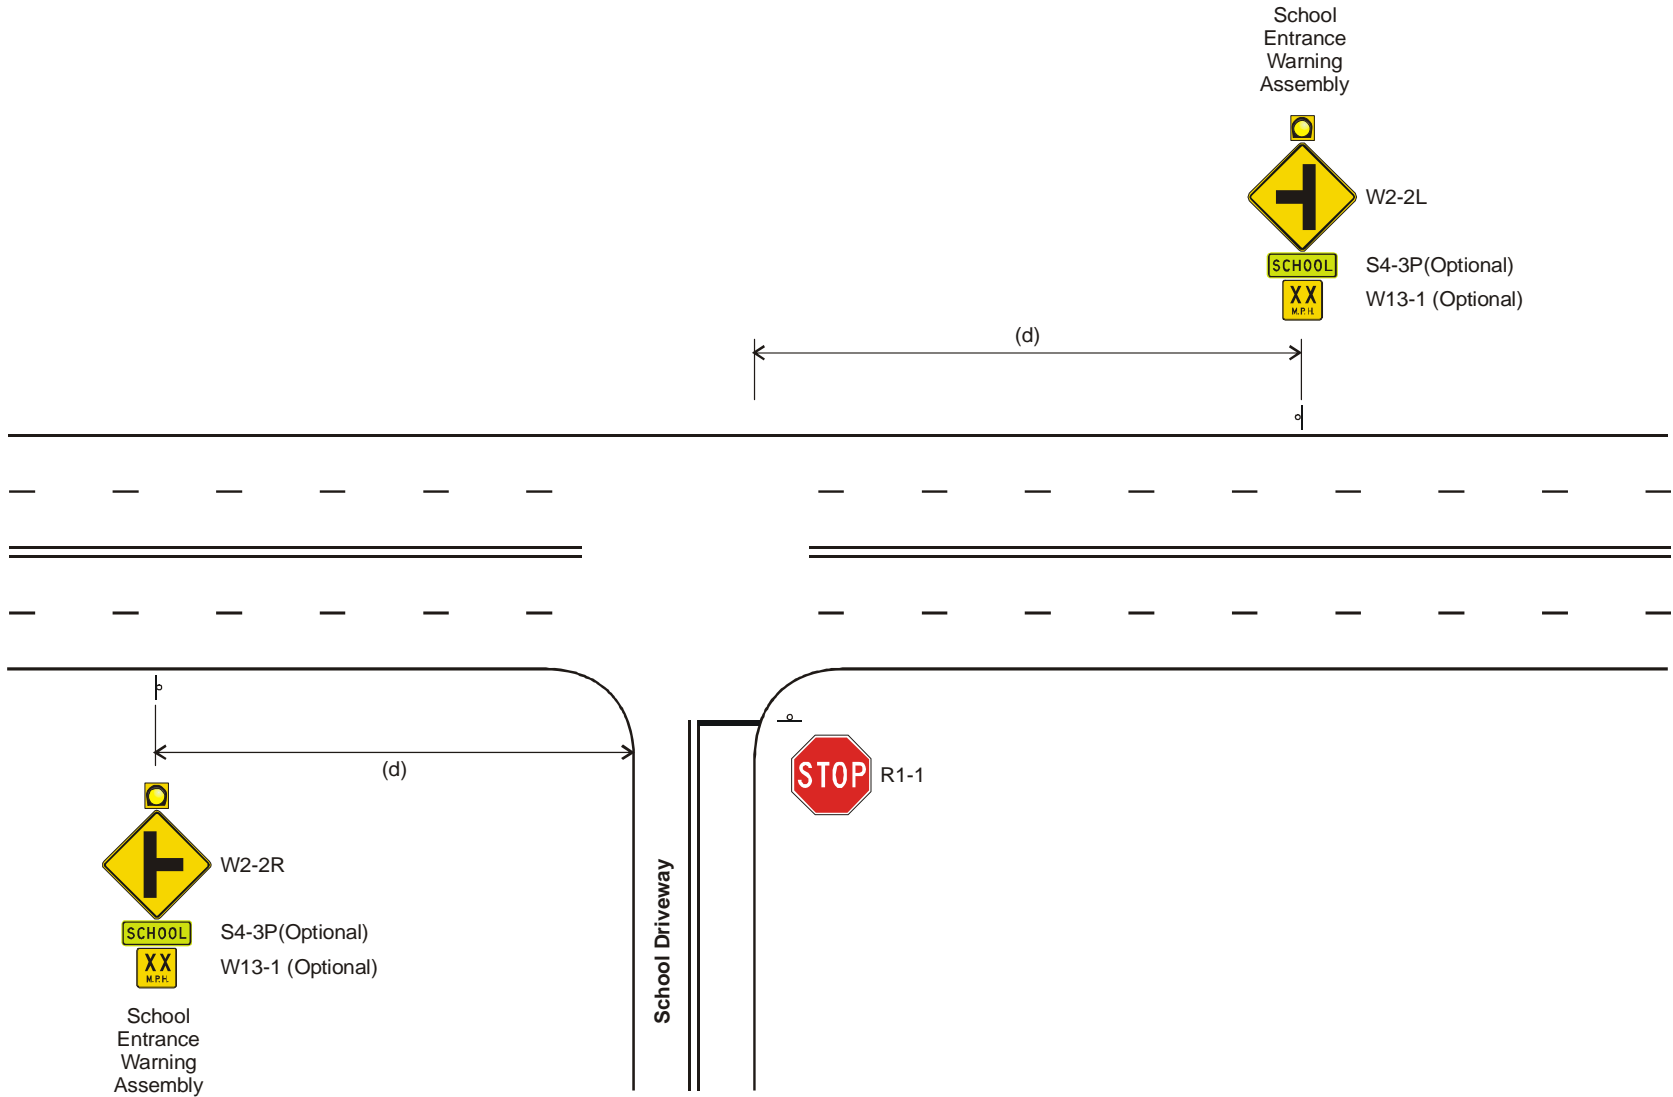 School
Entrance
Warning
Assembly
W2-2L
SCHOOL
S4-3P(Optional)
XX
M.P.H.
W13-1 (Optional)
(d)
(d)
STOP
R1-1
W2-2R
SCHOOL
S4-3P(Optional)
XX
M.P.H.
W13-1 (Optional)
School
Entrance
Warning
Assembly
School Driveway